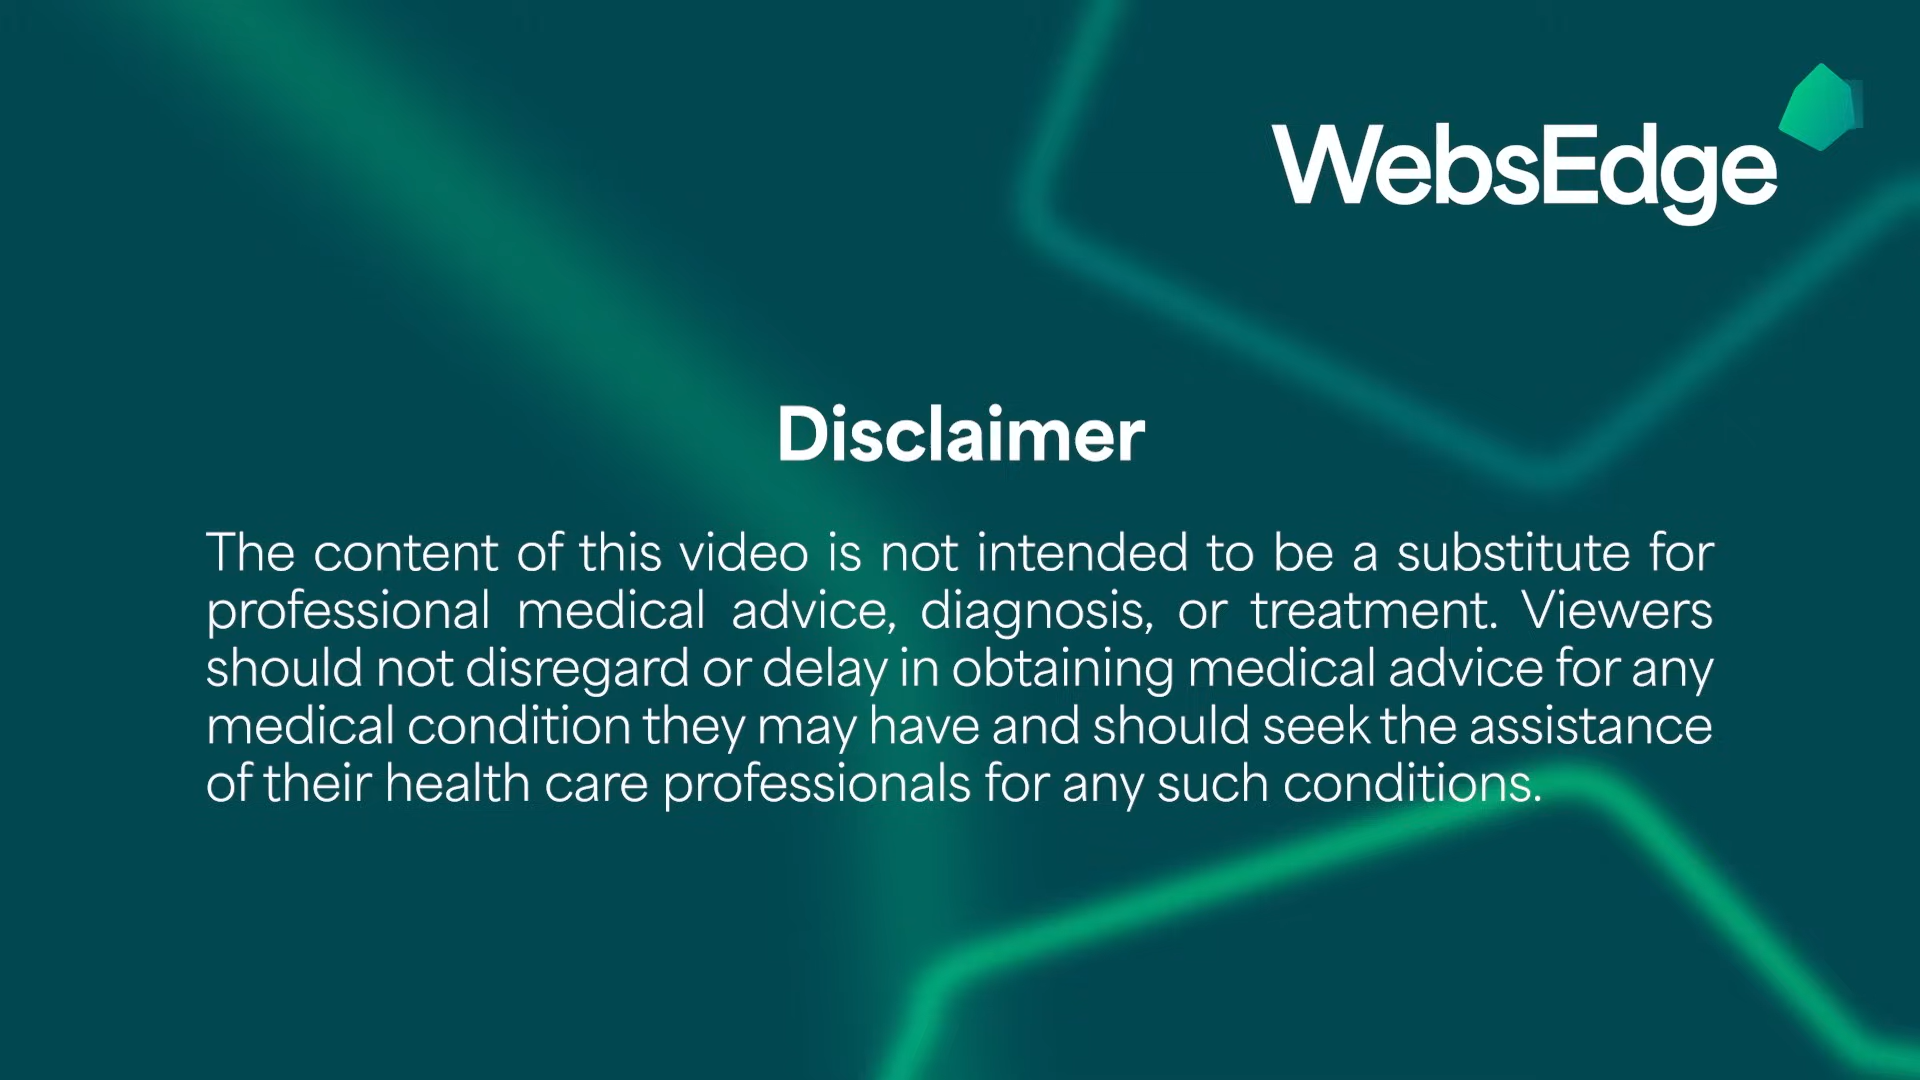 WebsEdge
Disclaimer
The content of this video is not intended to be a substitute for
professional medical advice, diagnosis, or treatment. Viewers
should not disregard or delay in obtaining medical advice for any
medical condition they may have and should seek the assistance
of their health care professionals for any such conditions.